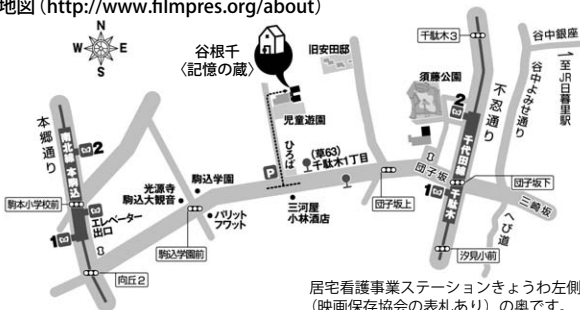 地図(http://www.filmpres.org/about)
N
W
E
S
谷根千
〈記憶の蔵〉
旧安田邸
千駄木3
谷中銀座
至JR日暮里駅
谷中よみせ通り
須藤公園
不忍通り
児童遊園
本郷通り
南北線 本駒込
2
2
ひろば
(草63)
千駄木1丁目
千代田線 千駄木
団子坂
P
駒込学園
光源寺
駒込大観音
駒本小学校前
三河屋
小林酒店
団子坂上
1
団子坂下
三崎坂
バリット
フワット
へび道
1
エレベーター
出口
駒込学園前
汐見小前
向丘2
居宅看護事業ステーションきょうわ左側
(映画保存協会の表札あり)の奥です。